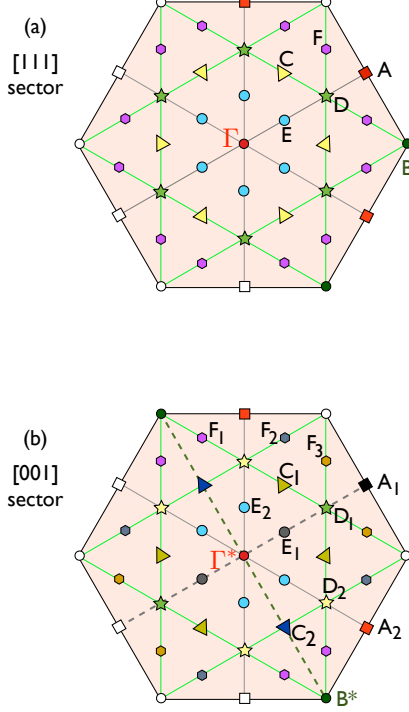 (a)
[111]
sector
F
C
A
D
E
Γ
B
(b)
[001]
sector
F1
F2
F3
C1
A1
E2
D1
E1
Γ*
D2
C2
A2
B*